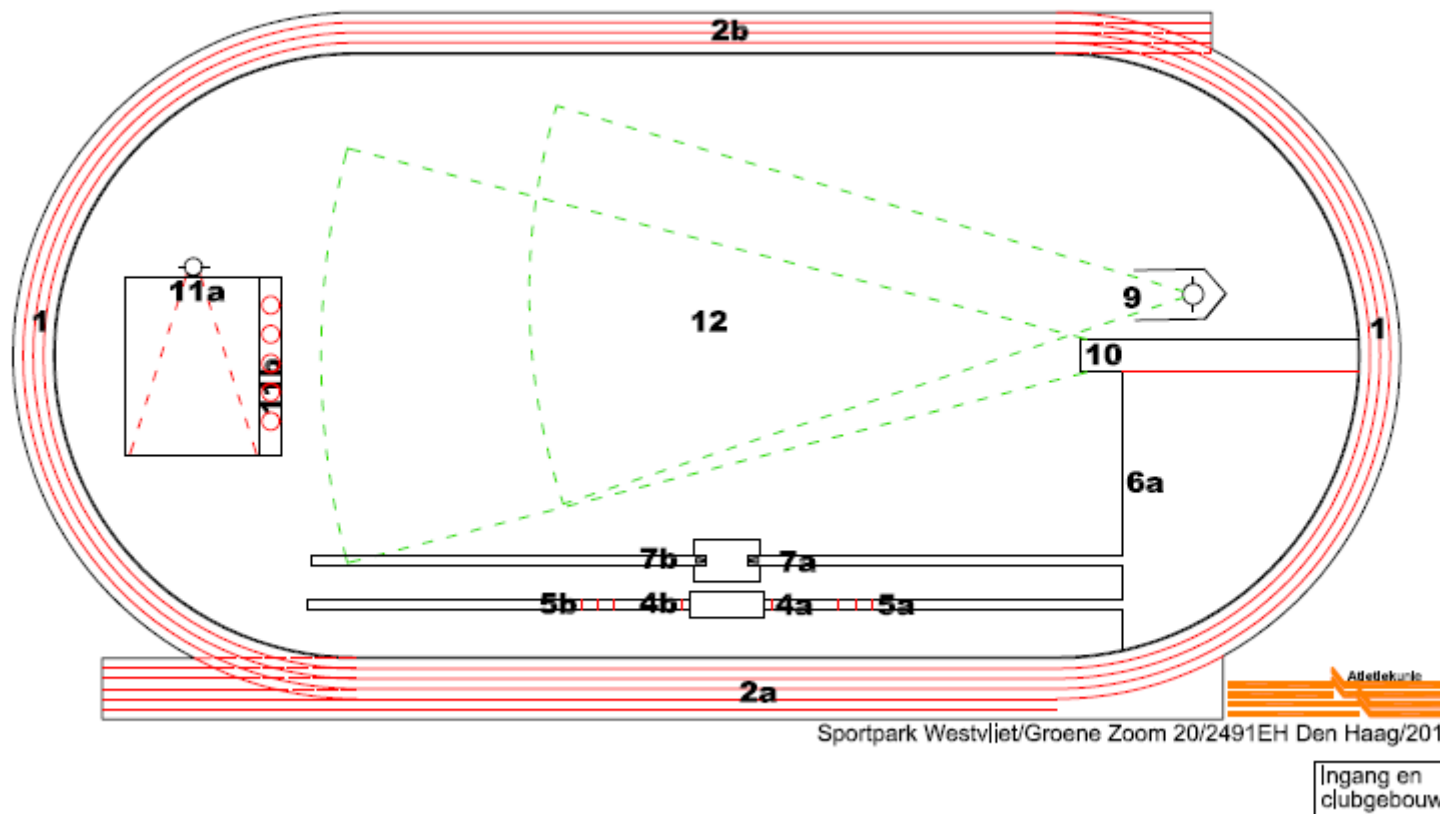 2b
1
11a
9
12
1
10
11b
6a
7b
7a
5b
4b
4a
5a
2a
Atletiekunie
Sportpark Westvliet/Groene Zoom 20/2491EH Den Haag/201
Ingang en
clubgebouw